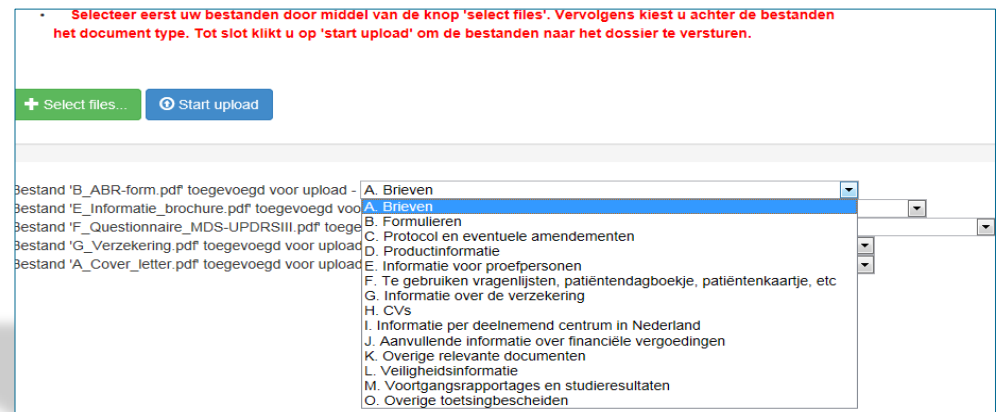 • Selecteer eerst uw bestanden door middel van de knop 'select files'. Vervolgens kiest u achter de bestanden
het document type. Tot slot klikt u op 'start upload' om de bestanden naar het dossier te versturen.
Select files... Start upload
Bestand 'B_ABR-form.pdf' toegevoegd voor upload - A. Brieven
Bestand 'E_Informatie_brochure.pdf' toegevoegd voo
Bestand 'F_Questionnaire_MDS-UPDRSIII.pdf' toege
Bestand 'G_Verzekering.pdf' toegevoegd voor upload
Bestand 'A_Cover_letter.pdf' toegevoegd voor upload
A. Brieven
B. Formulieren
C. Protocol en eventuele amendementen
D. Productinformatie
E. Informatie voor proefpersonen
F. Te gebruiken vragenlijsten, patiëntendagboekje, patiëntenkaartje, etc
G. Informatie over de verzekering
H. CVs
I. Informatie per deelnemend centrum in Nederland
J. Aanvullende informatie over financiële vergoedingen
K. Overige relevante documenten
L. Veiligheidsinformatie
M. Voortgangsrapportages en studieresultaten
O. Overige toetsingbescheiden